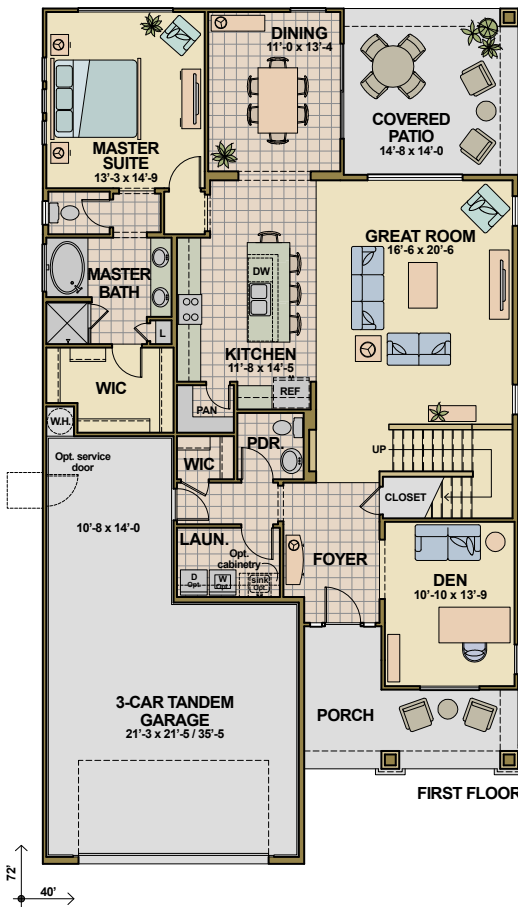 DINING
11'-0 x 13'-4
COVERED
PATIO
14'-8 x 14'-0
MASTER
SUITE
13'-3 x 14'-9
GREAT ROOM
16'-6 x 20'-6
MASTER
BATH
DW
L
KITCHEN
11'-8 x 14'-5
WIC
REF
PAN
W.H.
PDR.
UP
Opt. service
door
WIC
CLOSET
10'-8 x 14'-0
LAUN.
Opt.
cabinetry
FOYER
D
Opt.
W
Opt.
sink
Opt.
DEN
10'-10 x 13'-9
3-CAR TANDEM
GARAGE
21'-3 x 21'-5 / 35'-5
PORCH
FIRST FLOOR
72'
40'